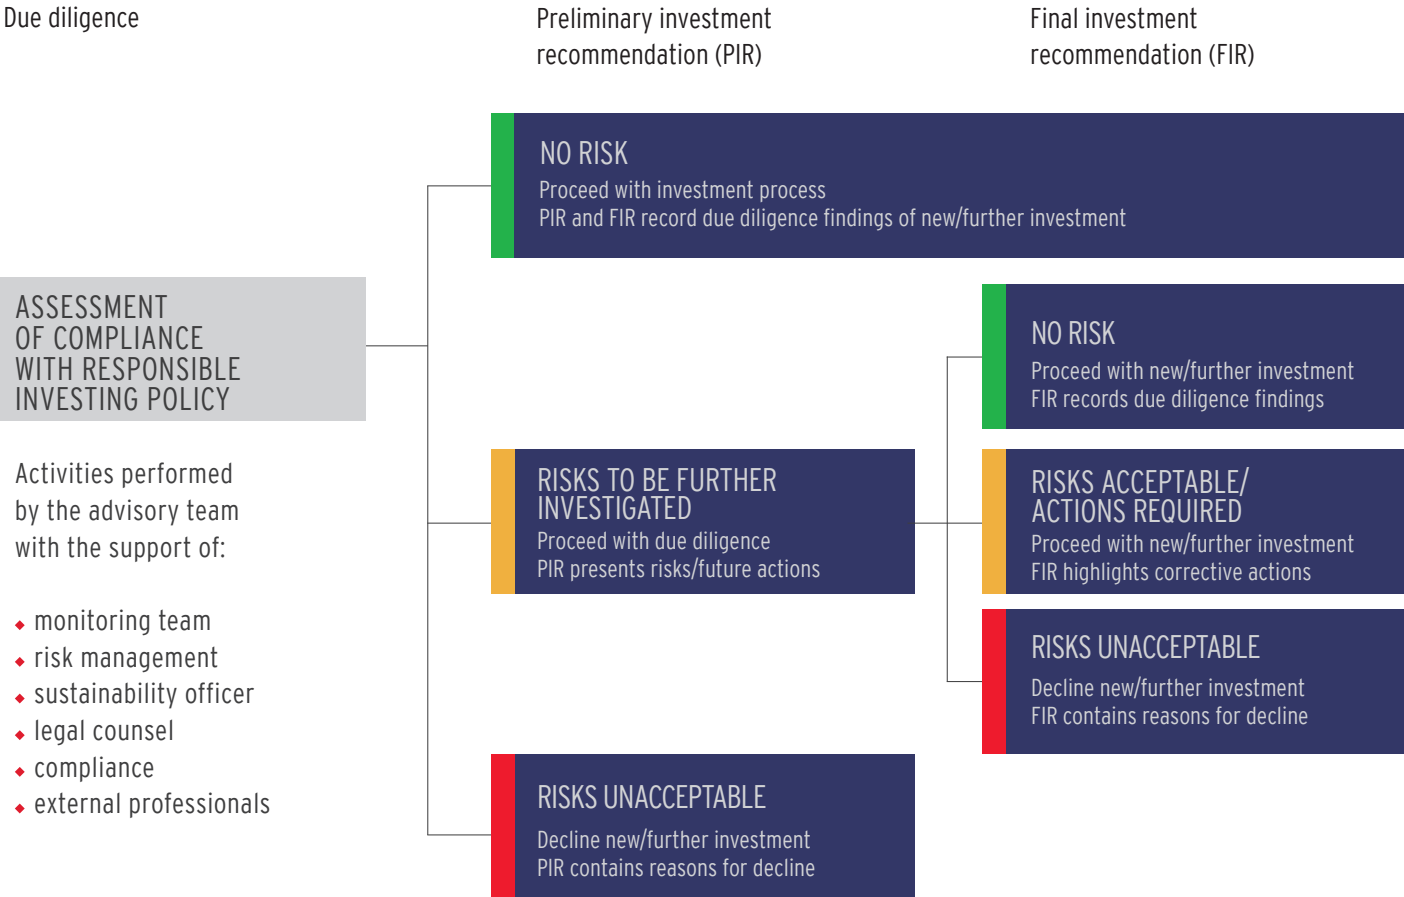 Due diligence
Preliminary investment
recommendation (PIR)
Final investment
recommendation (FIR)
ASSESSMENT
OF COMPLIANCE
WITH RESPONSIBLE
INVESTING POLICY
Activities performed
by the advisory team
with the support of:
monitoring team
risk management
sustainability officer
legal counsel
compliance
external professionals
NO RISK
Proceed with investment process
PIR and FIR record due diligence findings of new/further investment
RISKS TO BE FURTHER
INVESTIGATED
Proceed with due diligence
PIR presents risks/future actions
RISKS UNACCEPTABLE
Decline new/further investment
PIR contains reasons for decline
NO RISK
Proceed with new/further investment
FIR records due diligence findings
RISKS ACCEPTABLE/
ACTIONS REQUIRED
Proceed with new/further investment
FIR highlights corrective actions
RISKS UNACCEPTABLE
Decline new/further investment
FIR contains reasons for decline